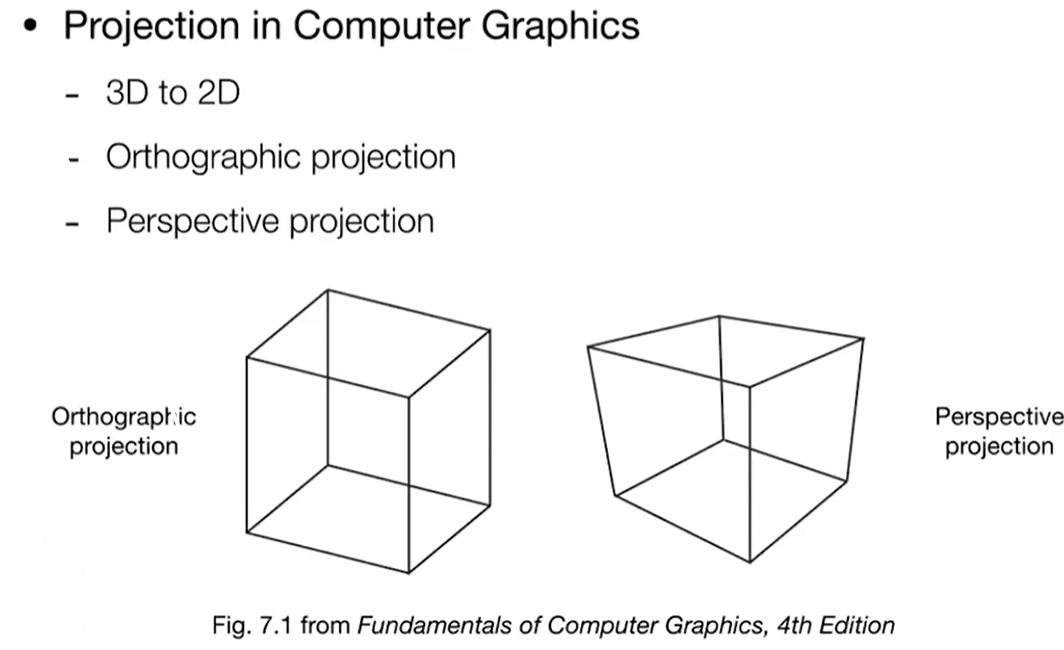 • Projection in Computer Graphics
- 3D to 2D
- Orthographic projection
- Perspective projection
Orthographic
projection
Perspective
projection
Fig. 7.1 from Fundamentals of Computer Graphics, 4th Edition